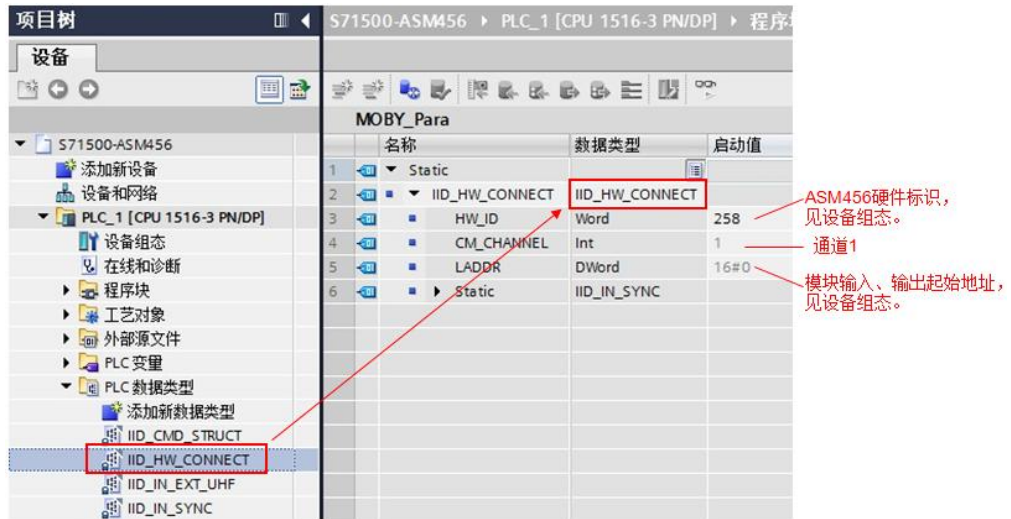 项目树
S71500-ASM456 ▸ PLC_1 [CPU 1516-3 PN/DP] ▸ 程序
设备
MOBY_Para
名称 数据类型 启动值
1 Static
2 IID_HW_CONNECT IID_HW_CONNECT
3 HW_ID Word 258
4 CM_CHANNEL Int 1
5 LADDR DWord 16#0
6 Static IID_IN_SYNC
S71500-ASM456
添加新设备
设备和网络
PLC_1 [CPU 1516-3 PN/DP]
设备组态
在线和诊断
程序块
工艺对象
外部源文件
PLC 变量
PLC 数据类型
添加新数据类型
IID_CMD_STRUCT
IID_HW_CONNECT
IID_IN_EXT_UHF
IID_IN_SYNC
ASM456硬件标识，
见设备组态。
通道1
模块输入、输出起始地址，
见设备组态。